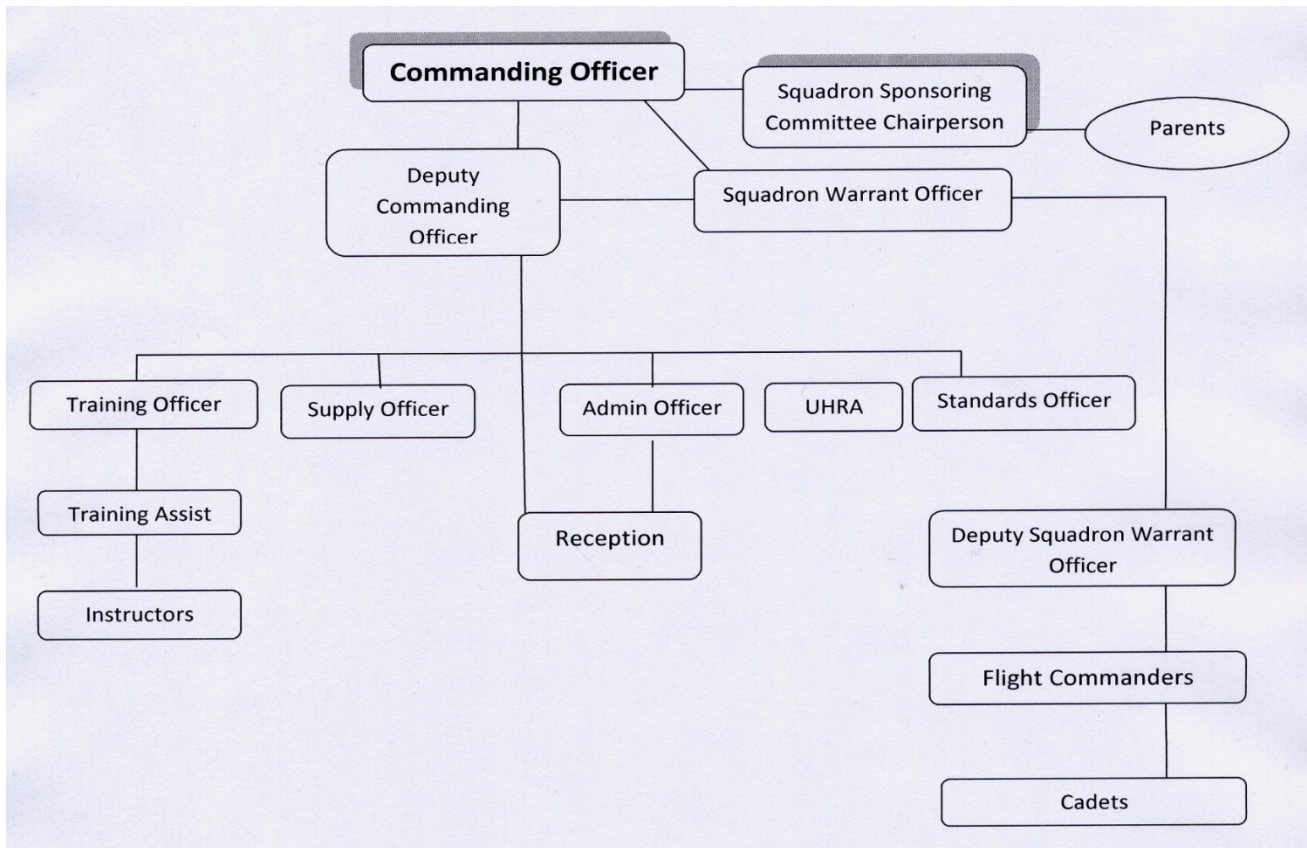 Commanding Officer
Squadron Sponsoring
Committee Chairperson
Parents
Deputy
Commanding
Officer
Squadron Warrant Officer
Training Officer
Supply Officer
Admin Officer
UHRA
Standards Officer
Training Assist
Reception
Deputy Squadron Warrant
Officer
Instructors
Flight Commanders
Cadets